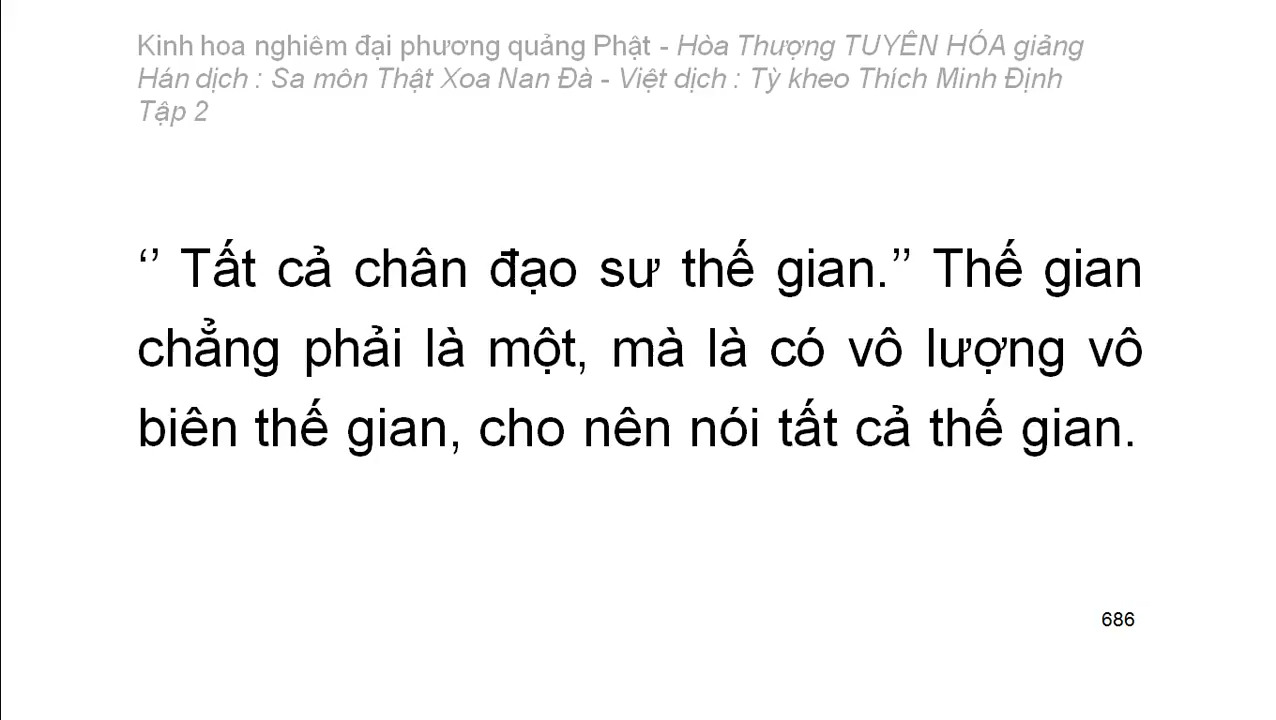 Kinh hoa nghiêm đại phương quảng Phật - Hòa Thượng TUYÊN HÓA giảng
Hán dịch : Sa môn Thật Xoa Nan Đà - Việt dịch : Tỳ kheo Thích Minh Định
Tập 2
‘’ Tất cả chân đạo sư thế gian.’’ Thế gian
chẳng phải là một, mà là có vô lượng vô
biên thế gian, cho nên nói tất cả thế gian.
686